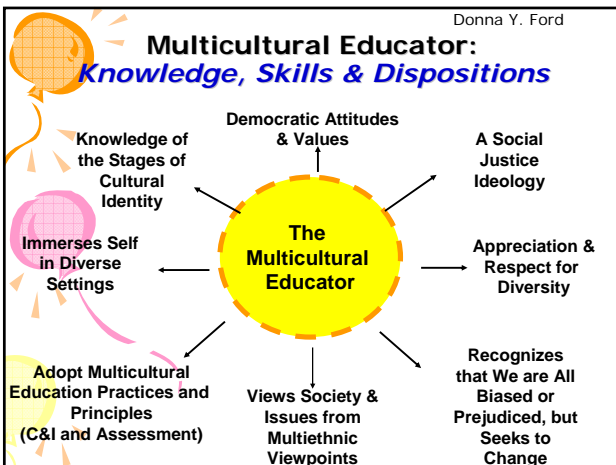 Donna Y. Ford
Multicultural Educator:
Knowledge, Skills & Dispositions
Democratic Attitudes
& Values
Knowledge of
the Stages of
Cultural
Identity
A Social
Justice
Ideology
Immerses Self
in Diverse
Settings
The
Multicultural
Educator
Appreciation &
Respect for
Diversity
Adopt Multicultural
Education Practices and
Principles
(C&I and Assessment)
Views Society &
Issues from
Multiethnic
Viewpoints
Recognizes
that We are All
Biased or
Prejudiced, but
Seeks to
Change